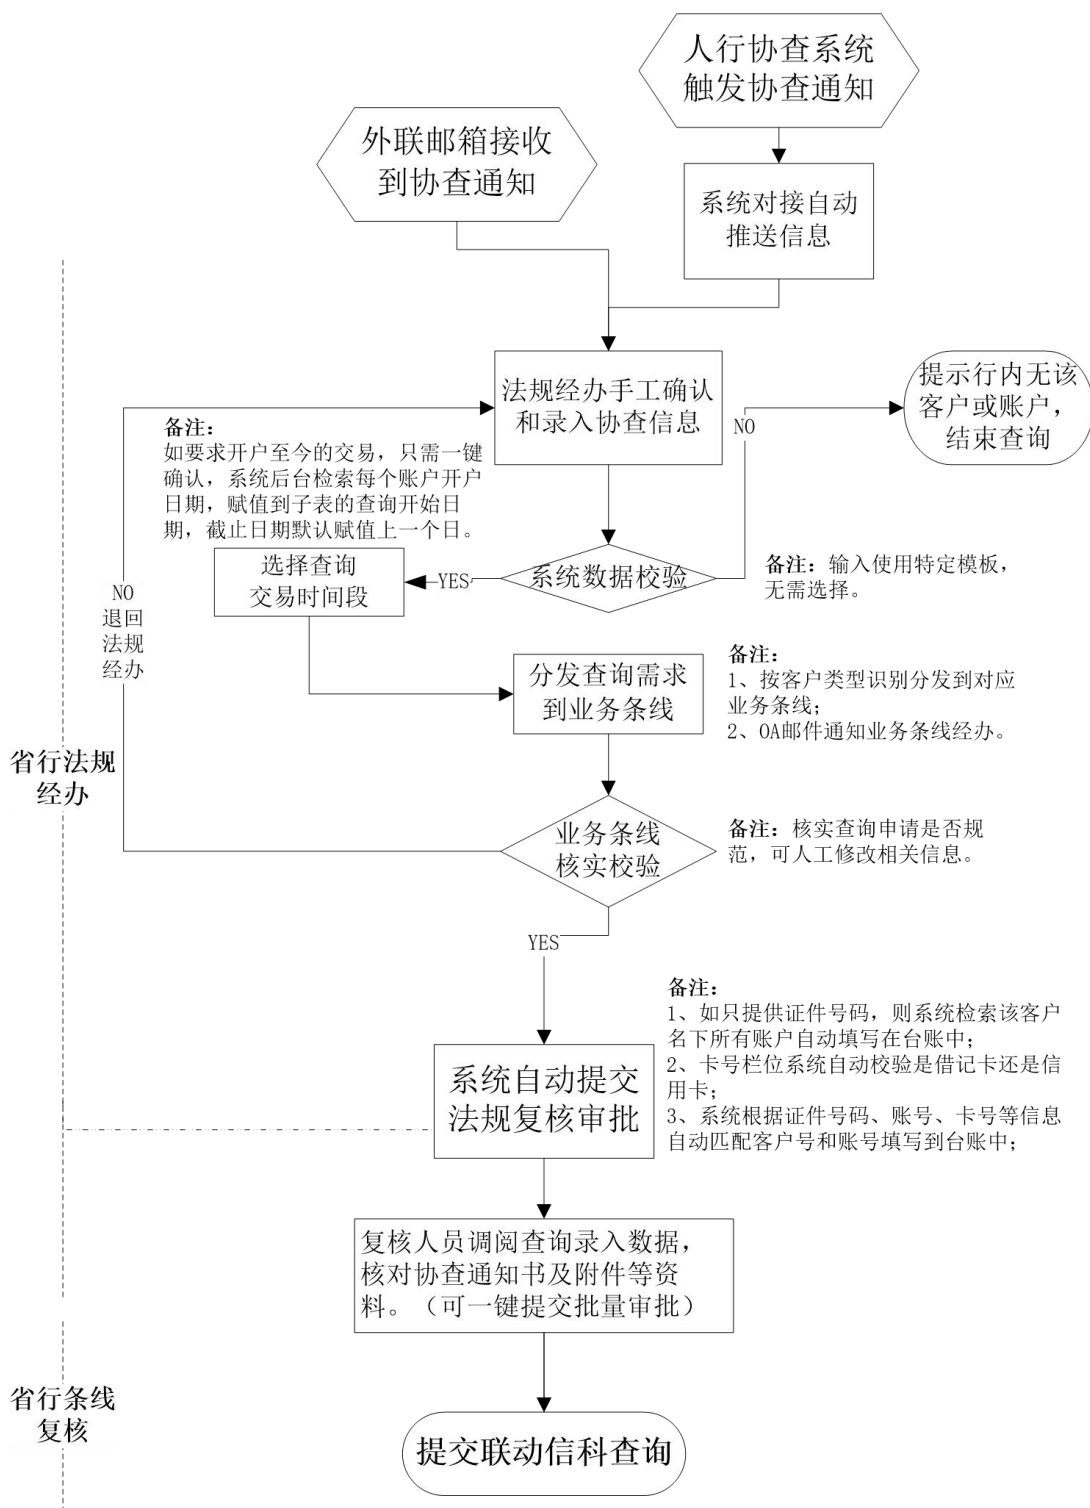 人行协查系统
触发协查通知
外联邮箱接收
到协查通知
系统对接自动
推送信息
法规经办手工确认
和录入协查信息
提示行内无该
客户或账户，
结束查询
NO
备注：
如要求开户至今的交易，只需一键
确认，系统后台检索每个账户开户
日期，赋值到子表的查询开始日
期，截止日期默认赋值上一个日。
选择查询
交易时间段
YES
系统数据校验
备注：输入使用特定模板，
无需选择。
NO
退回
法规
经办
分发查询需求
到业务条线
备注：
1、按客户类型识别分发到对应
业务条线；
2、OA邮件通知业务条线经办。
省行法规
经办
业务条线
核实校验
备注：核实查询申请是否规
范，可人工修改相关信息。
YES
备注：
1、如只提供证件号码，则系统检索该客户
名下所有账户自动填写在台账中；
2、卡号栏位系统自动校验是借记卡还是信
用卡；
3、系统根据证件号码、账号、卡号等信息
自动匹配客户号和账号填写到台账中；
系统自动提交
法规复核审批
复核人员调阅查询录入数据，
核对协查通知书及附件等资
料。（可一键提交批量审批）
省行条线
复核
提交联动信科查询